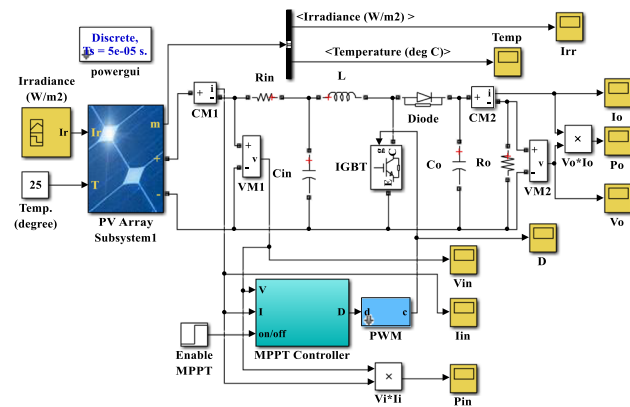 Discrete,
Ts = 5e-05 s.
powergui
<Irradiance (W/m2) >
<Temperature (deg C)>
Irr
Temp
Irradiance
(W/m2)
Ir
Ir
T
m
+
-
25
Temp.
(degree)
PV Array
Subsystem1
+
-
i
CM1
Rin
L
Diode
+
-
i
CM2
+
-
v
VM1
Cin
g
C
E
IGBT
Co
Ro
+
-
v
VM2
×
Vo*Io
Io
Po
Vo
D
Vin
Iin
V
I
on/off
D
MPPT Controller
d
c
PWM
Enable
MPPT
×
Vi*Ii
Pin